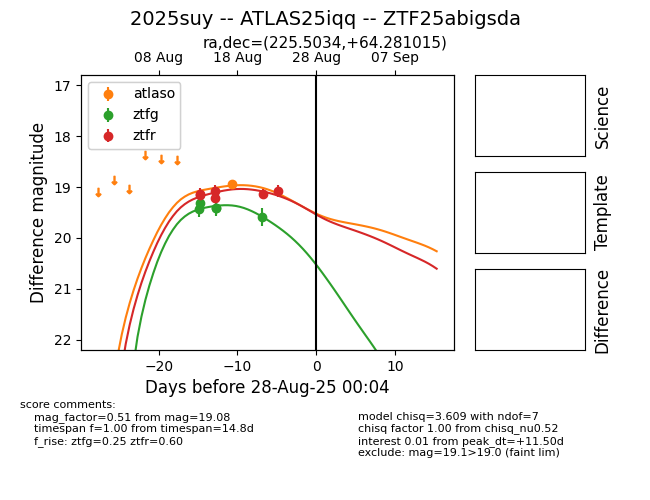 2025suy -- ATLAS25iqq -- ZTF25abigsda
ra,dec=(225.5034,+64.281015)
08 Aug 18 Aug 28 Aug 07 Sep
atlaso
ztfg
ztfr
17
18
19
20
21
22
Difference magnitude
−20 −10 0 10
Days before 28-Aug-25 00:04
Science
Template
Difference
score comments:
mag_factor=0.51 from mag=19.08
timespan f=1.00 from timespan=14.8d
f_rise: ztfg=0.25 ztfr=0.60
model chisq=3.609 with ndof=7
chisq factor 1.00 from chisq_nu0.52
interest 0.01 from peak_dt=+11.50d
exclude: mag=19.1>19.0 (faint lim)